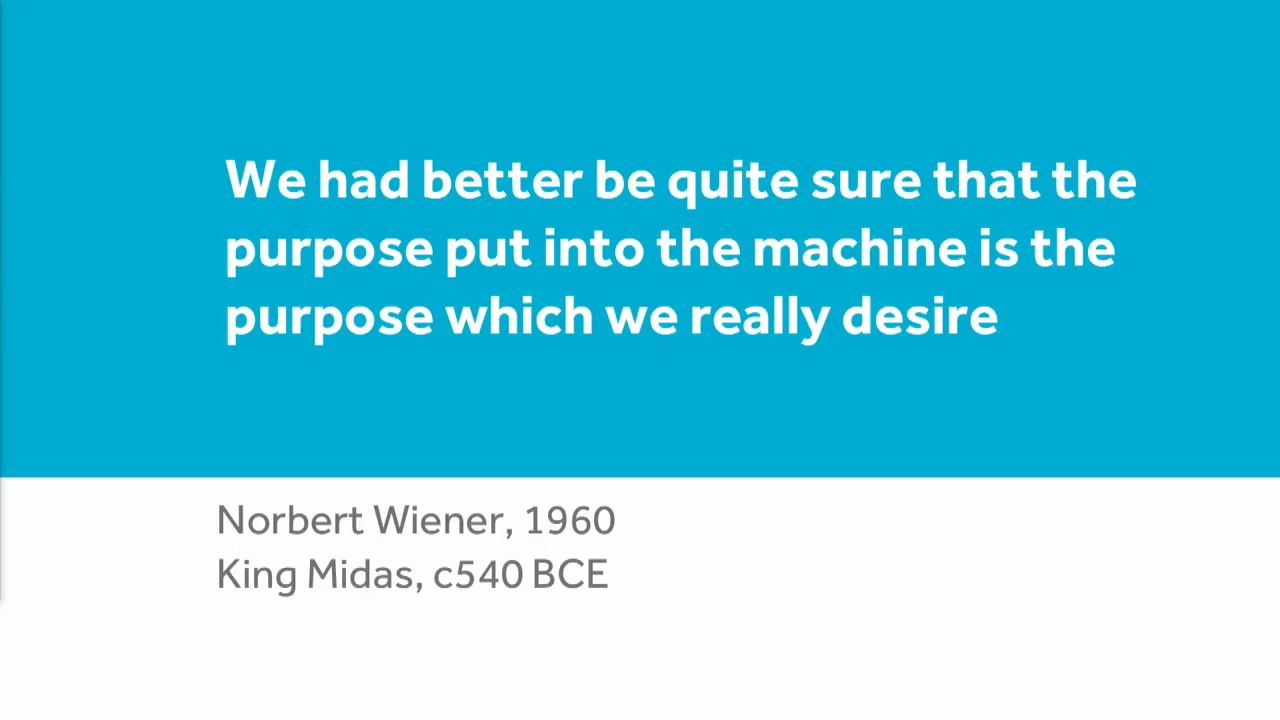 We had better be quite sure that the
purpose put into the machine is the
purpose which we really desire
Norbert Wiener, 1960
King Midas, c540 BCE